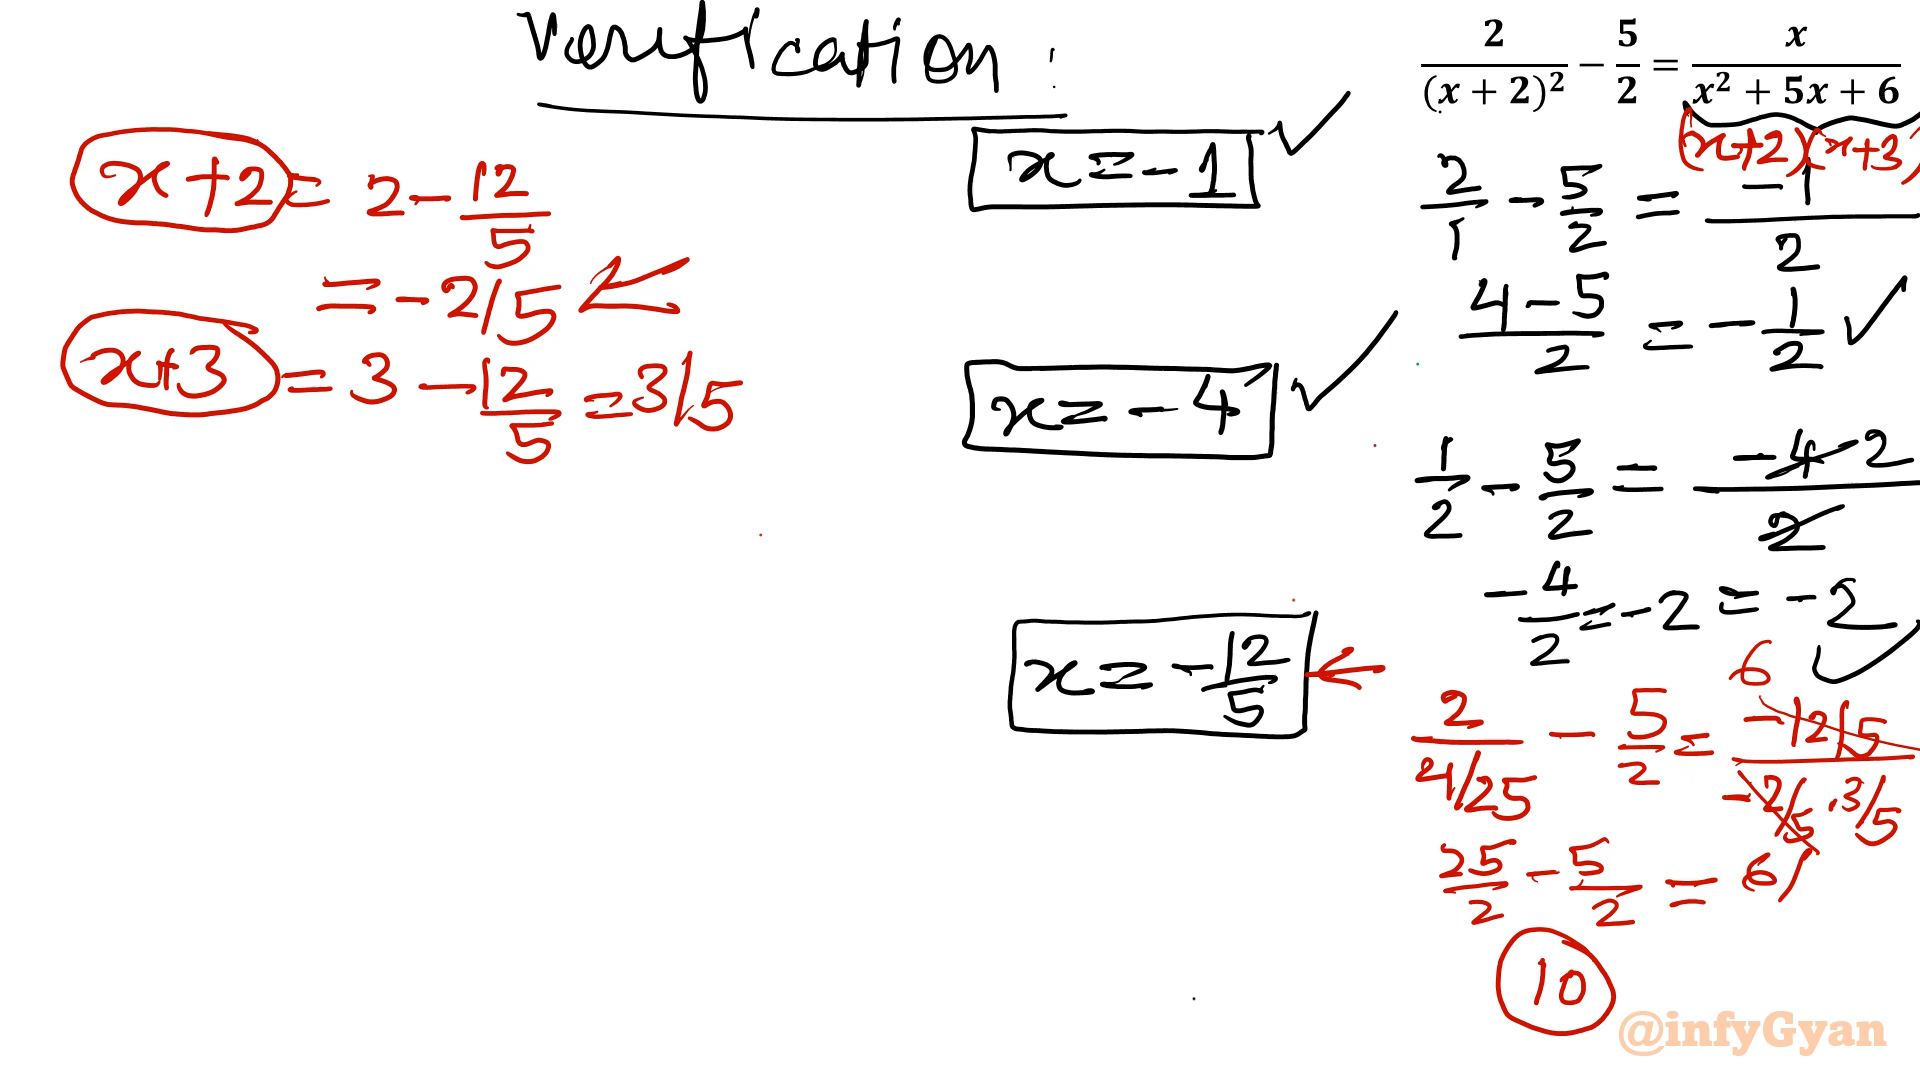 Verification :
x + 2 = 2 - 12/5
= - 2/5
x + 3 = 3 - 12/5 = 3/5
x = - 1
x = - 4
x = - 12/5
2/(x + 2)² - 5/2 = x/(x² + 5x + 6)
(x+2)(x+3)
2/1 - 5/2 = -1/2
4-5/2 = - 1/2
1/2 - 5/2 = -4/2 2
-4/2 = -2 = -2
6
2/(4/25) - 5/2 = (-12/5)/(-2/5 . 3/5)
25/2 - 5/2 = 6/
10
@infyGyan